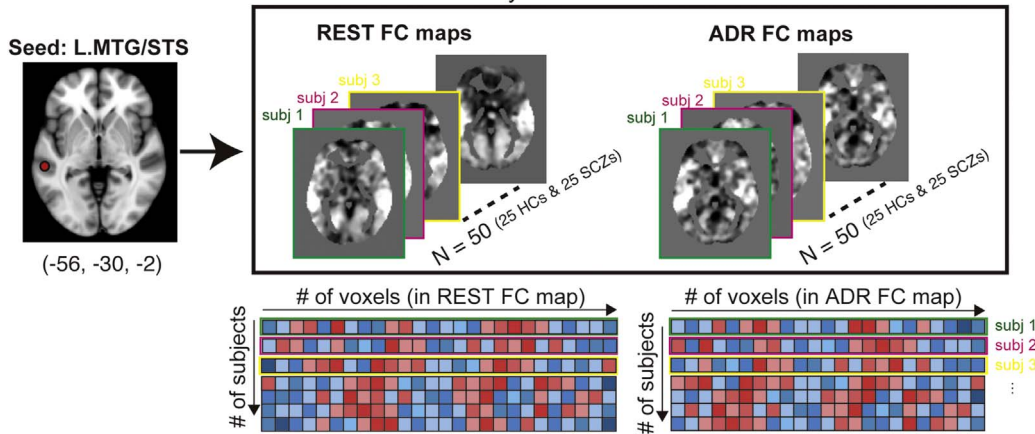 Seed: L.MTG/STS
(-56, -30, -2)
REST FC maps
subj 3
subj 2
subj 1
N = 50 (25 HCs & 25 SCZs)
ADR FC maps
subj 3
subj 2
subj 1
N = 50 (25 HCs & 25 SCZs)
# of voxels (in REST FC map)
# of subjects
# of voxels (in ADR FC map)
# of subjects
subj 1
subj 2
subj 3
...